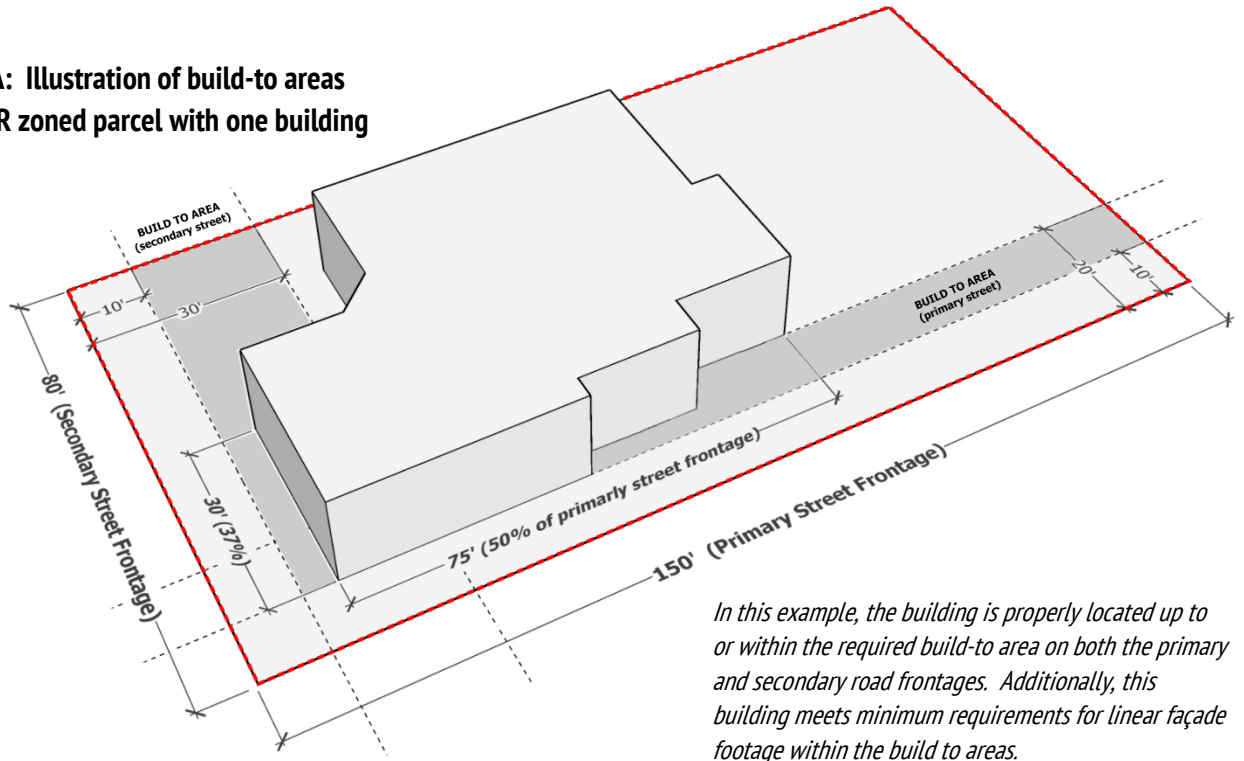 A: Illustration of build-to areas
R zoned parcel with one building
BUILD TO AREA
(secondary street)
10'
30'
BUILD TO AREA
(primary street)
20'
10'
80' (Secondary Street Frontage)
30' (37%)
75' (50% of primarly street frontage)
150' (Primary Street Frontage)
In this example, the building is properly located up to
or within the required build-to area on both the primary
and secondary road frontages. Additionally, this
building meets minimum requirements for linear façade
footage within the build to areas.